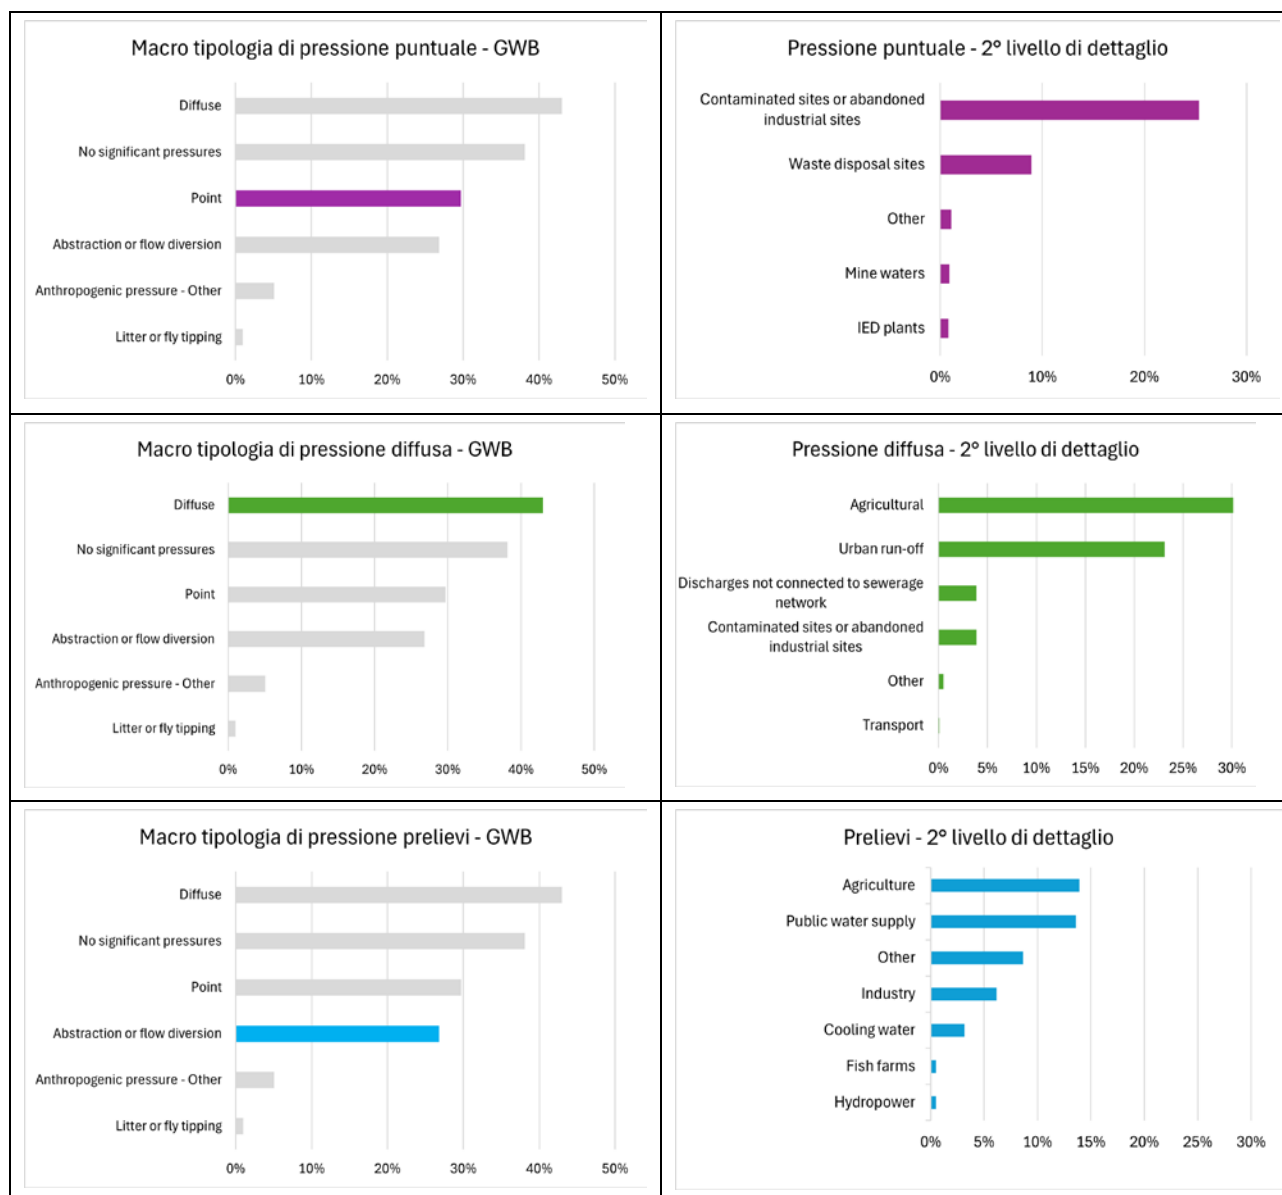 Macro tipologia di pressione puntuale - GWB
Diffuse
No significant pressures
Point
Abstraction or flow diversion
Anthropogenic pressure - Other
Litter or fly tipping
0% 10% 20% 30% 40% 50%
Pressione puntuale - 2° livello di dettaglio
Contaminated sites or abandoned
industrial sites
Waste disposal sites
Other
Mine waters
IED plants
0% 10% 20% 30%
Macro tipologia di pressione diffusa - GWB
Diffuse
No significant pressures
Point
Abstraction or flow diversion
Anthropogenic pressure - Other
Litter or fly tipping
0% 10% 20% 30% 40% 50%
Pressione diffusa - 2° livello di dettaglio
Agricultural
Urban run-off
Discharges not connected to sewerage
network
Contaminated sites or abandoned
industrial sites
Other
Transport
0% 5% 10% 15% 20% 25% 30%
Macro tipologia di pressione prelievi - GWB
Diffuse
No significant pressures
Point
Abstraction or flow diversion
Anthropogenic pressure - Other
Litter or fly tipping
0% 10% 20% 30% 40% 50%
Prelievi - 2° livello di dettaglio
Agriculture
Public water supply
Other
Industry
Cooling water
Fish farms
Hydropower
0% 5% 10% 15% 20% 25% 30%